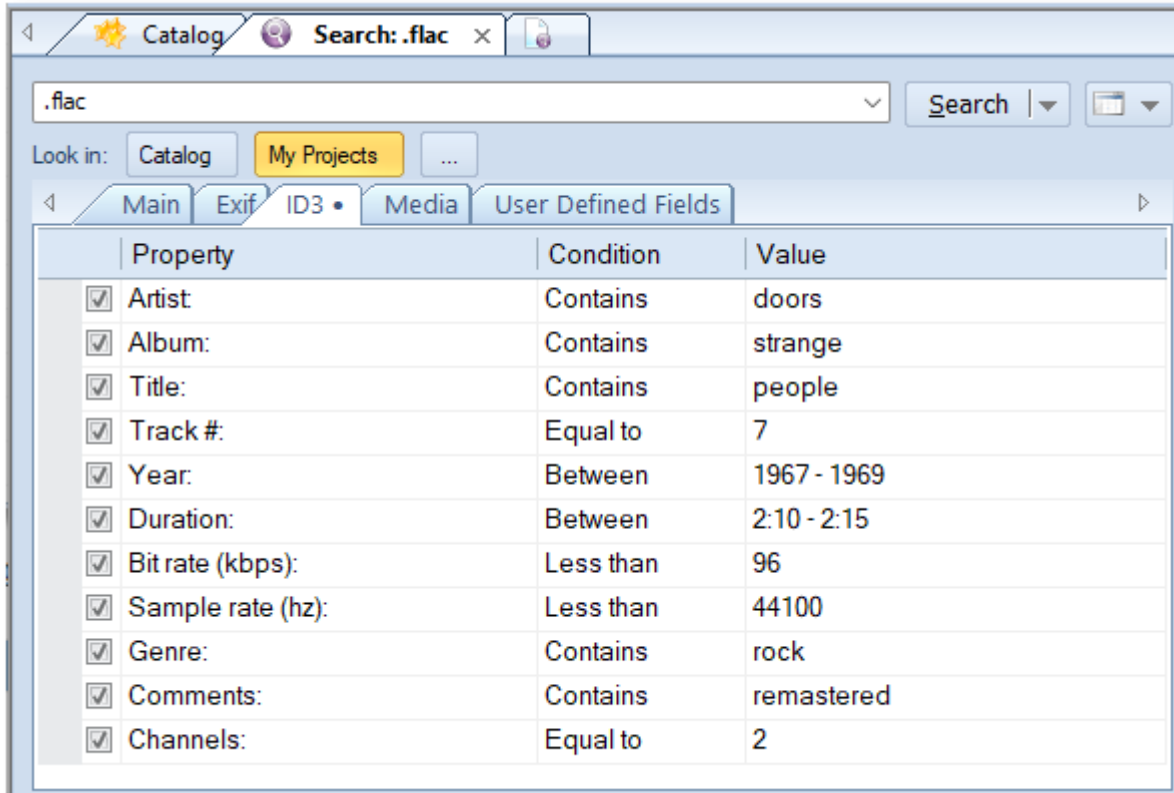 Catalog Search: .flac
.flac Search
Look in: Catalog My Projects ...
Main Exif ID3 • Media User Defined Fields
Property Condition Value
Artist: Contains doors
Album: Contains strange
Title: Contains people
Track #: Equal to 7
Year: Between 1967 - 1969
Duration: Between 2:10 - 2:15
Bit rate (kbps): Less than 96
Sample rate (hz): Less than 44100
Genre: Contains rock
Comments: Contains remastered
Channels: Equal to 2